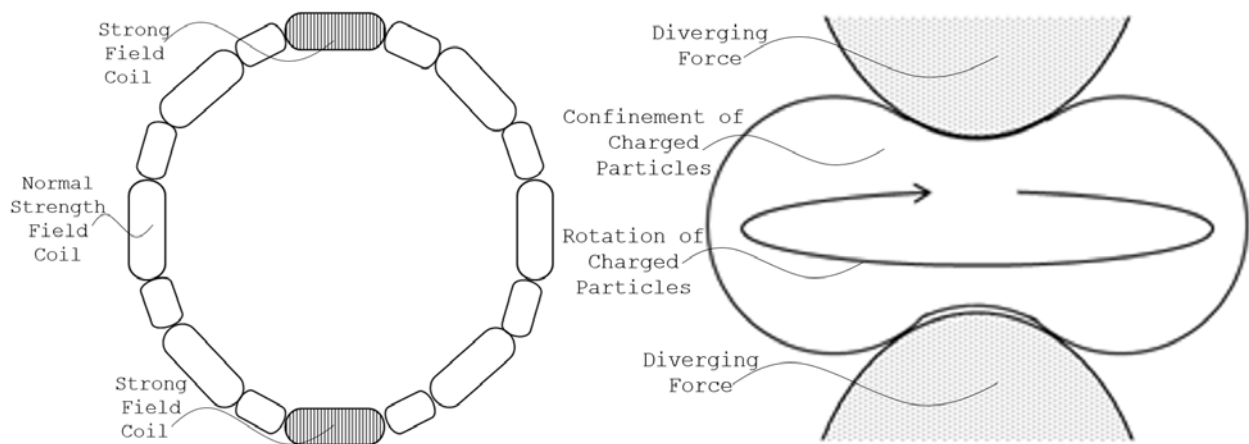 Strong
Field
Coil
Normal
Strength
Field
Coil
Strong
Field
Coil
Diverging
Force
Confinement of
Charged
Particles
Rotation of
Charged
Particles
Diverging
Force